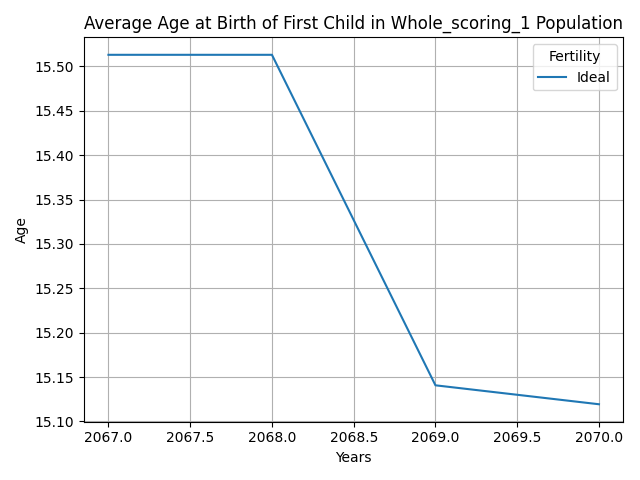 Average Age at Birth of First Child in Whole_scoring_1 Population
Fertility
Ideal
Age
15.50
15.45
15.40
15.35
15.30
15.25
15.20
15.15
15.10
2067.0 2067.5 2068.0 2068.5 2069.0 2069.5 2070.0
Years